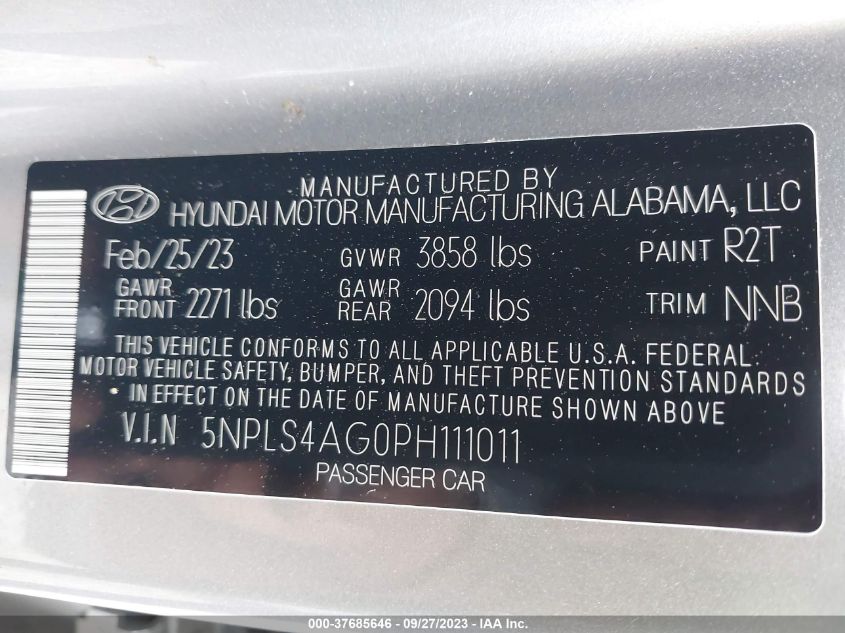 MANUFACTURED BY
HYUNDAI MOTOR MANUFACTURING ALABAMA, LLC
Feb/25/23 GVWR 3858 lbs PAINT R2T
GAWR FRONT 2271 lbs GAWR REAR 2094 lbs TRIM NNB
THIS VEHICLE CONFORMS TO ALL APPLICABLE U.S.A. FEDERAL
MOTOR VEHICLE SAFETY, BUMPER, AND THEFT PREVENTION STANDARDS
IN EFFECT ON THE DATE OF MANUFACTURE SHOWN ABOVE
V.I.N 5NPLS4AG0PH111011
PASSENGER CAR
000-37685646 - 09/27/2023 - IAA Inc.